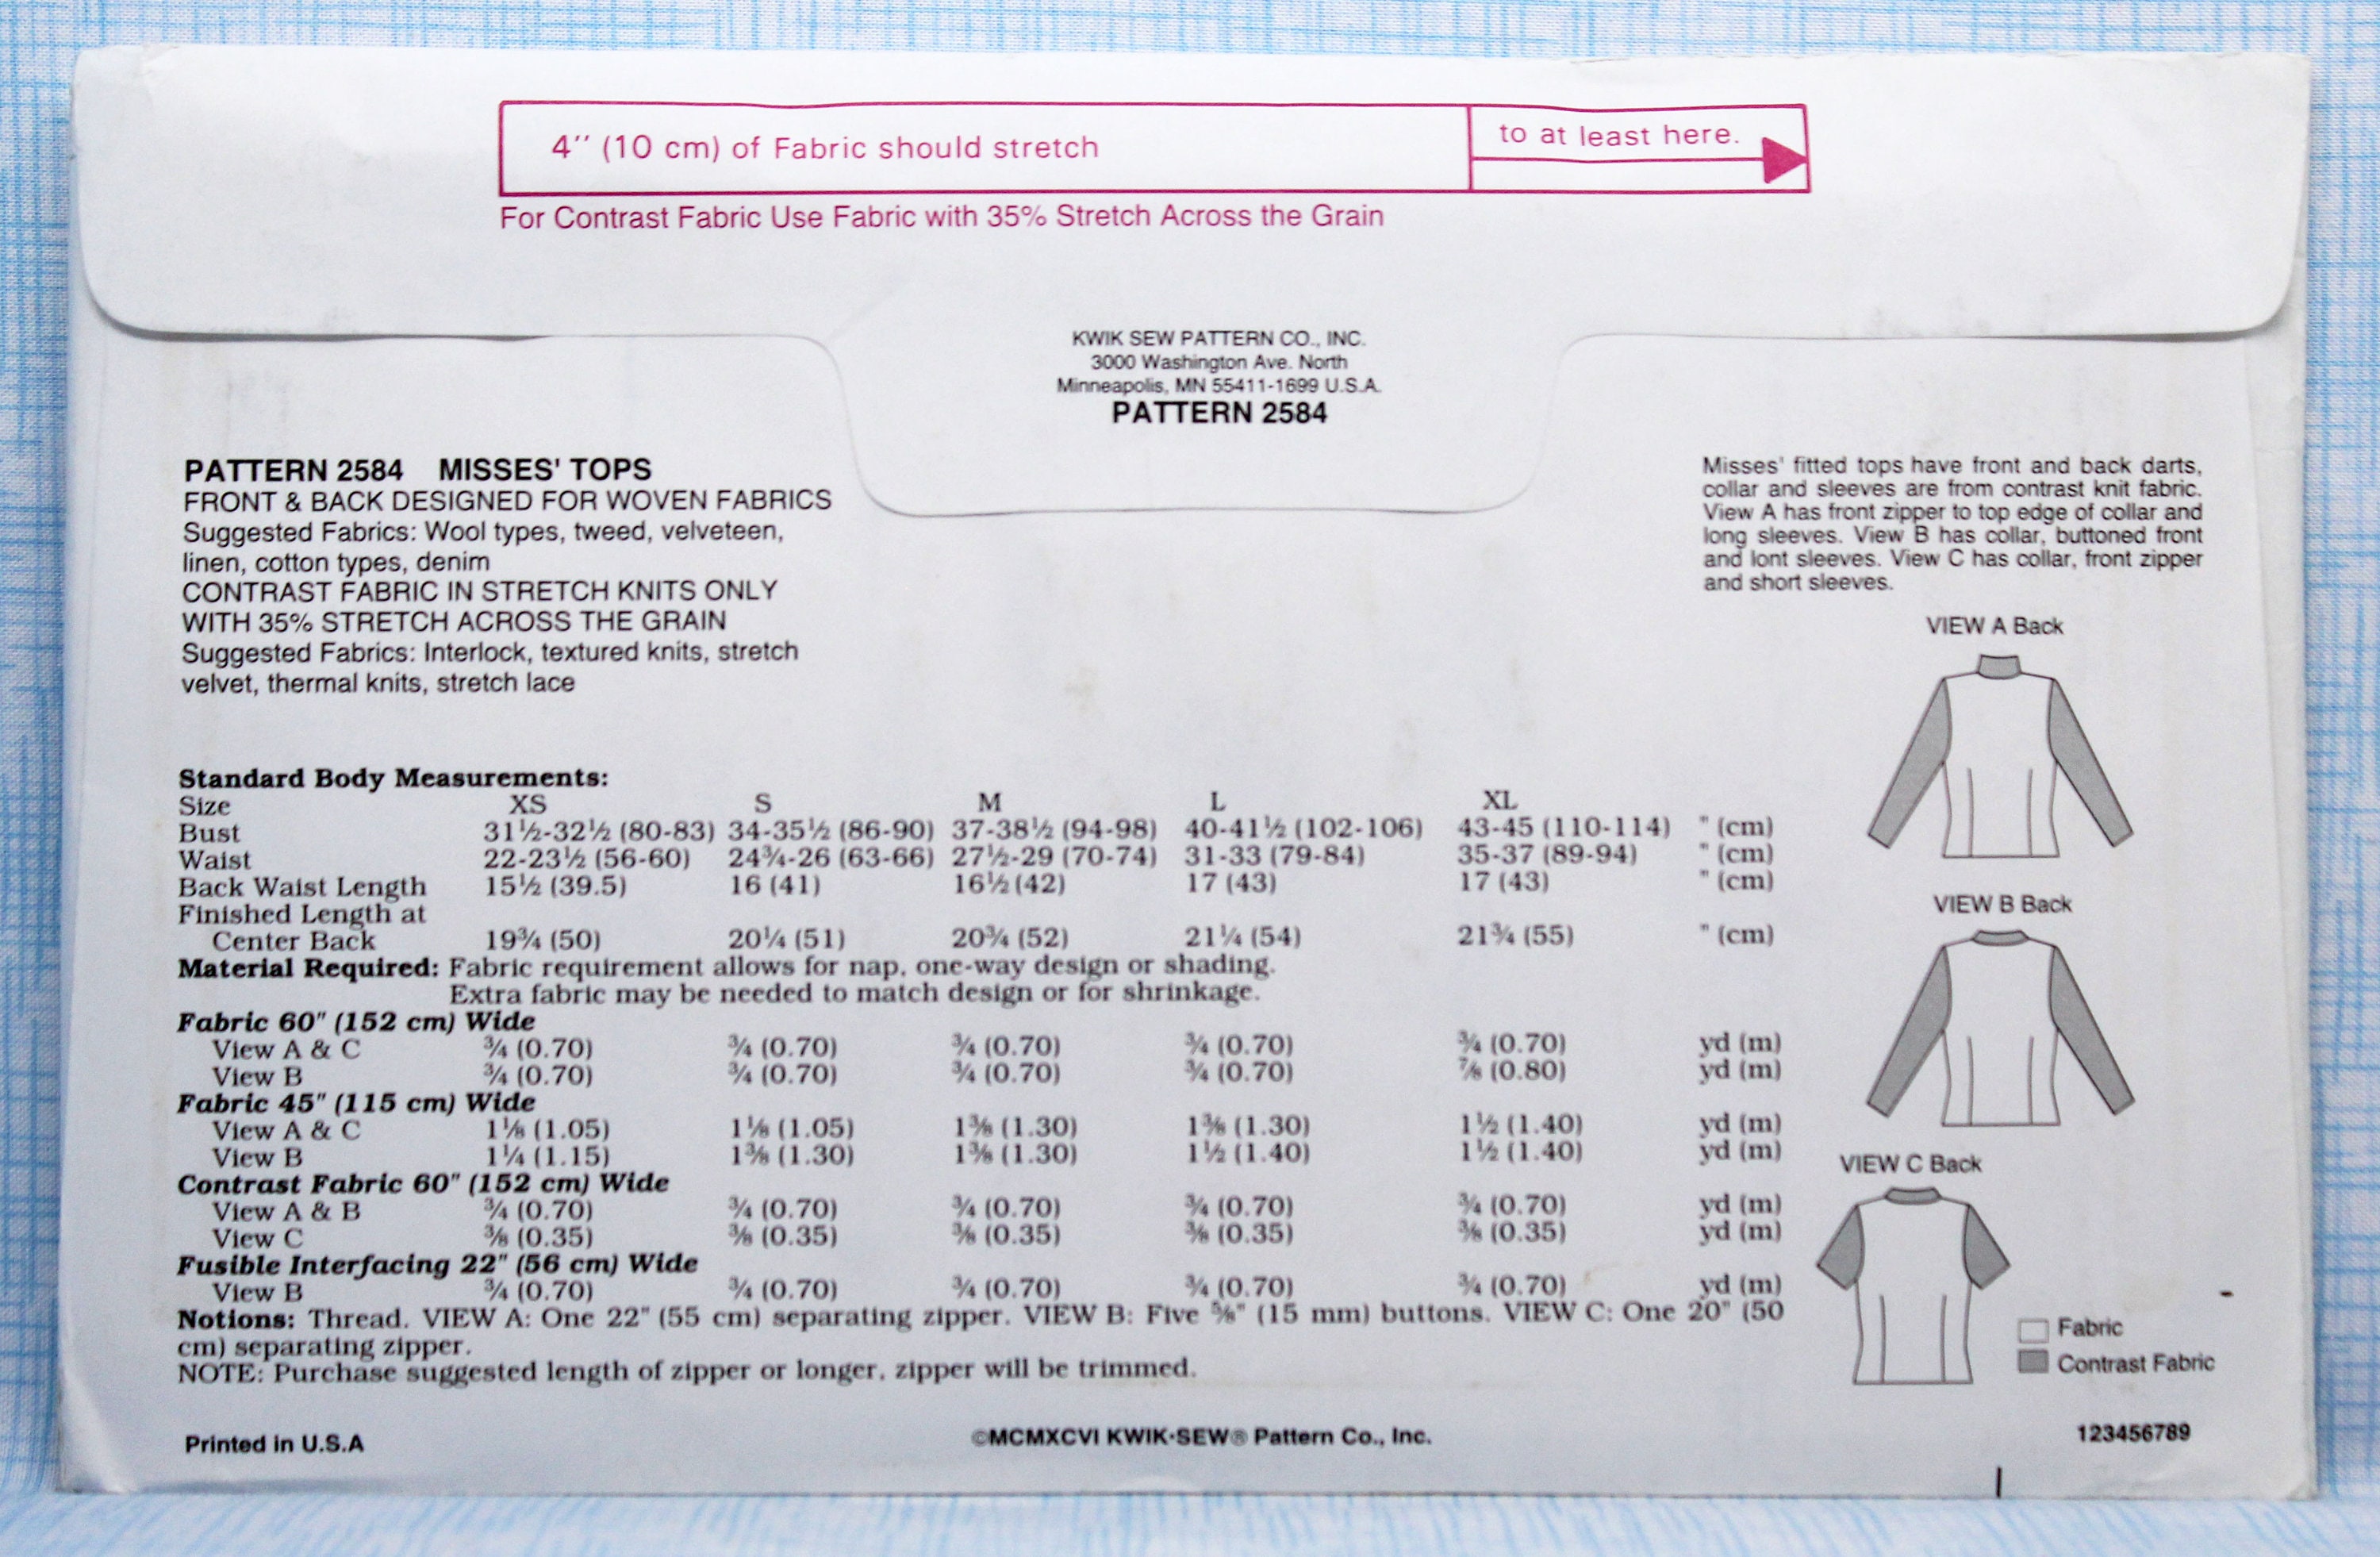 4'' (10 cm) of Fabric should stretch to at least here.
For Contrast Fabric Use Fabric with 35% Stretch Across the Grain
KWIK SEW PATTERN CO., INC.
3000 Washington Ave. North
Minneapolis, MN 55411-1699 U.S.A.
PATTERN 2584
PATTERN 2584 MISSES' TOPS
FRONT & BACK DESIGNED FOR WOVEN FABRICS
Suggested Fabrics: Wool types, tweed, velveteen,
linen, cotton types, denim
CONTRAST FABRIC IN STRETCH KNITS ONLY
WITH 35% STRETCH ACROSS THE GRAIN
Suggested Fabrics: Interlock, textured knits, stretch
velvet, thermal knits, stretch lace
Misses' fitted tops have front and back darts,
collar and sleeves are from contrast knit fabric.
View A has front zipper to top edge of collar and
long sleeves. View B has collar, buttoned front
and lont sleeves. View C has collar, front zipper
and short sleeves.
VIEW A Back
VIEW B Back
VIEW C Back
Fabric
Contrast Fabric
Standard Body Measurements:
Size XS S M L XL
Bust 31½-32½ (80-83) 34-35½ (86-90) 37-38½ (94-98) 40-41½ (102-106) 43-45 (110-114) " (cm)
Waist 22-23½ (56-60) 24¾-26 (63-66) 27½-29 (70-74) 31-33 (79-84) 35-37 (89-94) " (cm)
Back Waist Length 15½ (39.5) 16 (41) 16½ (42) 17 (43) 17 (43) " (cm)
Finished Length at
Center Back 19¾ (50) 20¼ (51) 20¾ (52) 21¼ (54) 21¾ (55) " (cm)
Material Required: Fabric requirement allows for nap, one-way design or shading.
Extra fabric may be needed to match design or for shrinkage.
Fabric 60" (152 cm) Wide
View A & C ¾ (0.70) ¾ (0.70) ¾ (0.70) ¾ (0.70) ¾ (0.70) yd (m)
View B ¾ (0.70) ¾ (0.70) ¾ (0.70) ¾ (0.70) ⅞ (0.80) yd (m)
Fabric 45" (115 cm) Wide
View A & C 1⅛ (1.05) 1⅛ (1.05) 1⅜ (1.30) 1⅜ (1.30) 1½ (1.40) yd (m)
View B 1¼ (1.15) 1⅜ (1.30) 1⅜ (1.30) 1½ (1.40) 1½ (1.40) yd (m)
Contrast Fabric 60" (152 cm) Wide
View A & B ¾ (0.70) ¾ (0.70) ¾ (0.70) ¾ (0.70) ¾ (0.70) yd (m)
View C ⅜ (0.35) ⅜ (0.35) ⅜ (0.35) ⅜ (0.35) ⅜ (0.35) yd (m)
Fusible Interfacing 22" (56 cm) Wide
View B ¾ (0.70) ¾ (0.70) ¾ (0.70) ¾ (0.70) ¾ (0.70) yd (m)
Notions: Thread. VIEW A: One 22" (55 cm) separating zipper. VIEW B: Five ⅝" (15 mm) buttons. VIEW C: One 20" (50
cm) separating zipper.
NOTE: Purchase suggested length of zipper or longer, zipper will be trimmed.
Printed in U.S.A
©MCMXCVI KWIK·SEW® Pattern Co., Inc.
123456789